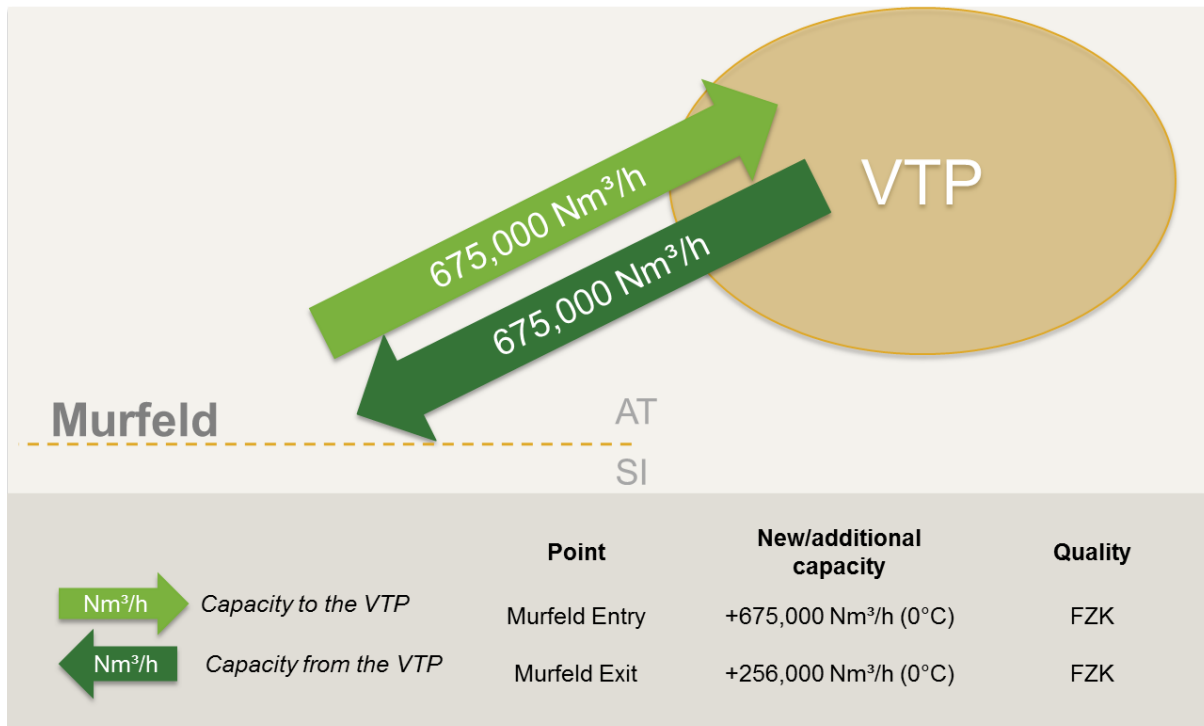 VTP
675,000 Nm³/h
675,000 Nm³/h
Murfeld
AT
SI
Point
New/additional
capacity
Quality
Nm³/h
Capacity to the VTP
Murfeld Entry
+675,000 Nm³/h (0°C)
FZK
Nm³/h
Capacity from the VTP
Murfeld Exit
+256,000 Nm³/h (0°C)
FZK